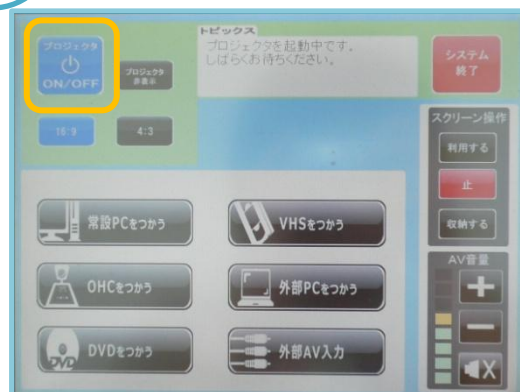 プロジェクタ
ON/OFF
プロジェクタ
非表示
トピックス
プロジェクタを起動中です。
しばらくお待ちください。
システム
終了
16:9
4:3
スクリーン操作
利用する
止
収納する
常設PCをつかう
VHSをつかう
OHCをつかう
外部PCをつかう
DVDをつかう
外部AV入力
AV音量
DVD